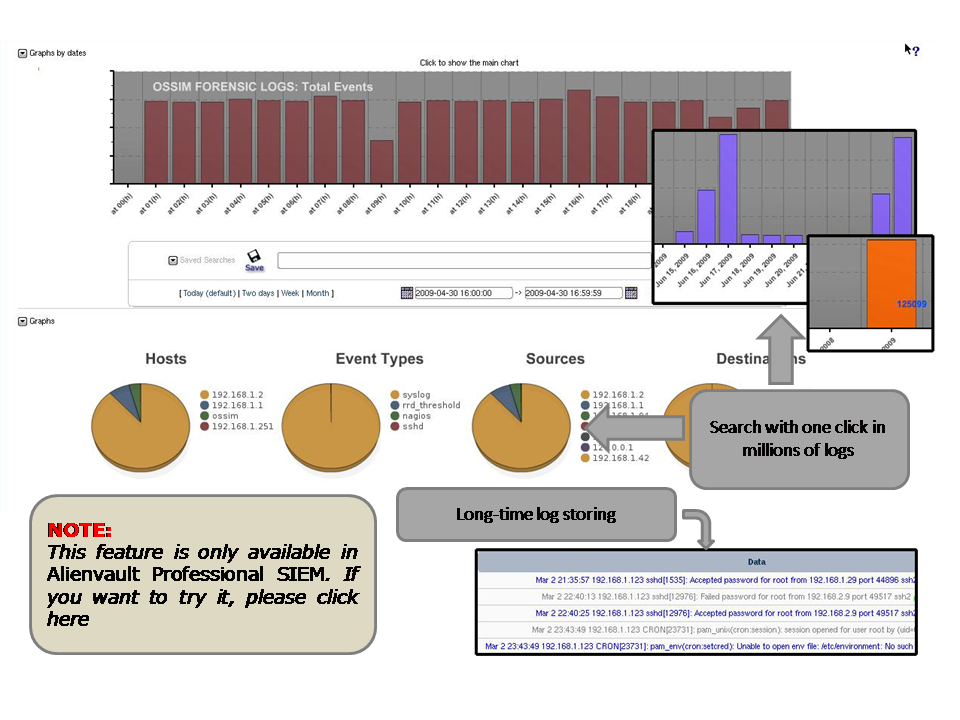 Graphs by dates
?
Click to show the main chart
OSSIM FORENSIC LOGS: Total Events
at 00(h)
at 01(h)
at 02(h)
at 03(h)
at 04(h)
at 05(h)
at 06(h)
at 07(h)
at 08(h)
at 09(h)
at 10(h)
at 11(h)
at 12(h)
at 13(h)
at 14(h)
at 15(h)
at 16(h)
at 17(h)
at 18(h)
2009
Jun 15, 2009
Jun 16, 2009
Jun 17, 2009
Jun 18, 2009
Jun 19, 2009
Jun 20, 2009
Jun 21,
125099
2008
2009
Saved Searches
Save
[ Today (default) | Two days | Week | Month ]
2009-04-30 16:00:00 -> 2009-04-30 16:59:59
Graphs
Hosts
192.168.1.2
192.168.1.1
ossim
192.168.1.251
Event Types
syslog
rrd_threshold
nagios
sshd
Sources
192.168.1.2
192.168.1.1
192.168.1.42
Search with one click in
millions of logs
Long-time log storing
NOTE:
This feature is only available in
Alienvault Professional SIEM. If
you want to try it, please click
here
Data
Mar 2 21:35:57 192.168.1.123 sshd[1535]: Accepted password for root from 192.168.1.29 port 44896 ssh2
Mar 2 22:40:13 192.168.1.123 sshd[12976]: Failed password for root from 192.168.2.9 port 49517 ssh2
Mar 2 22:40:25 192.168.1.123 sshd[12976]: Accepted password for root from 192.168.2.9 port 49517 ssh2
Mar 2 23:43:49 192.168.1.123 CRON[23731]: pam_unix(cron:session): session opened for user root by (uid=
Mar 2 23:43:49 192.168.1.123 CRON[23731]: pam_env(cron:setcred): Unable to open env file: /etc/environment: No such